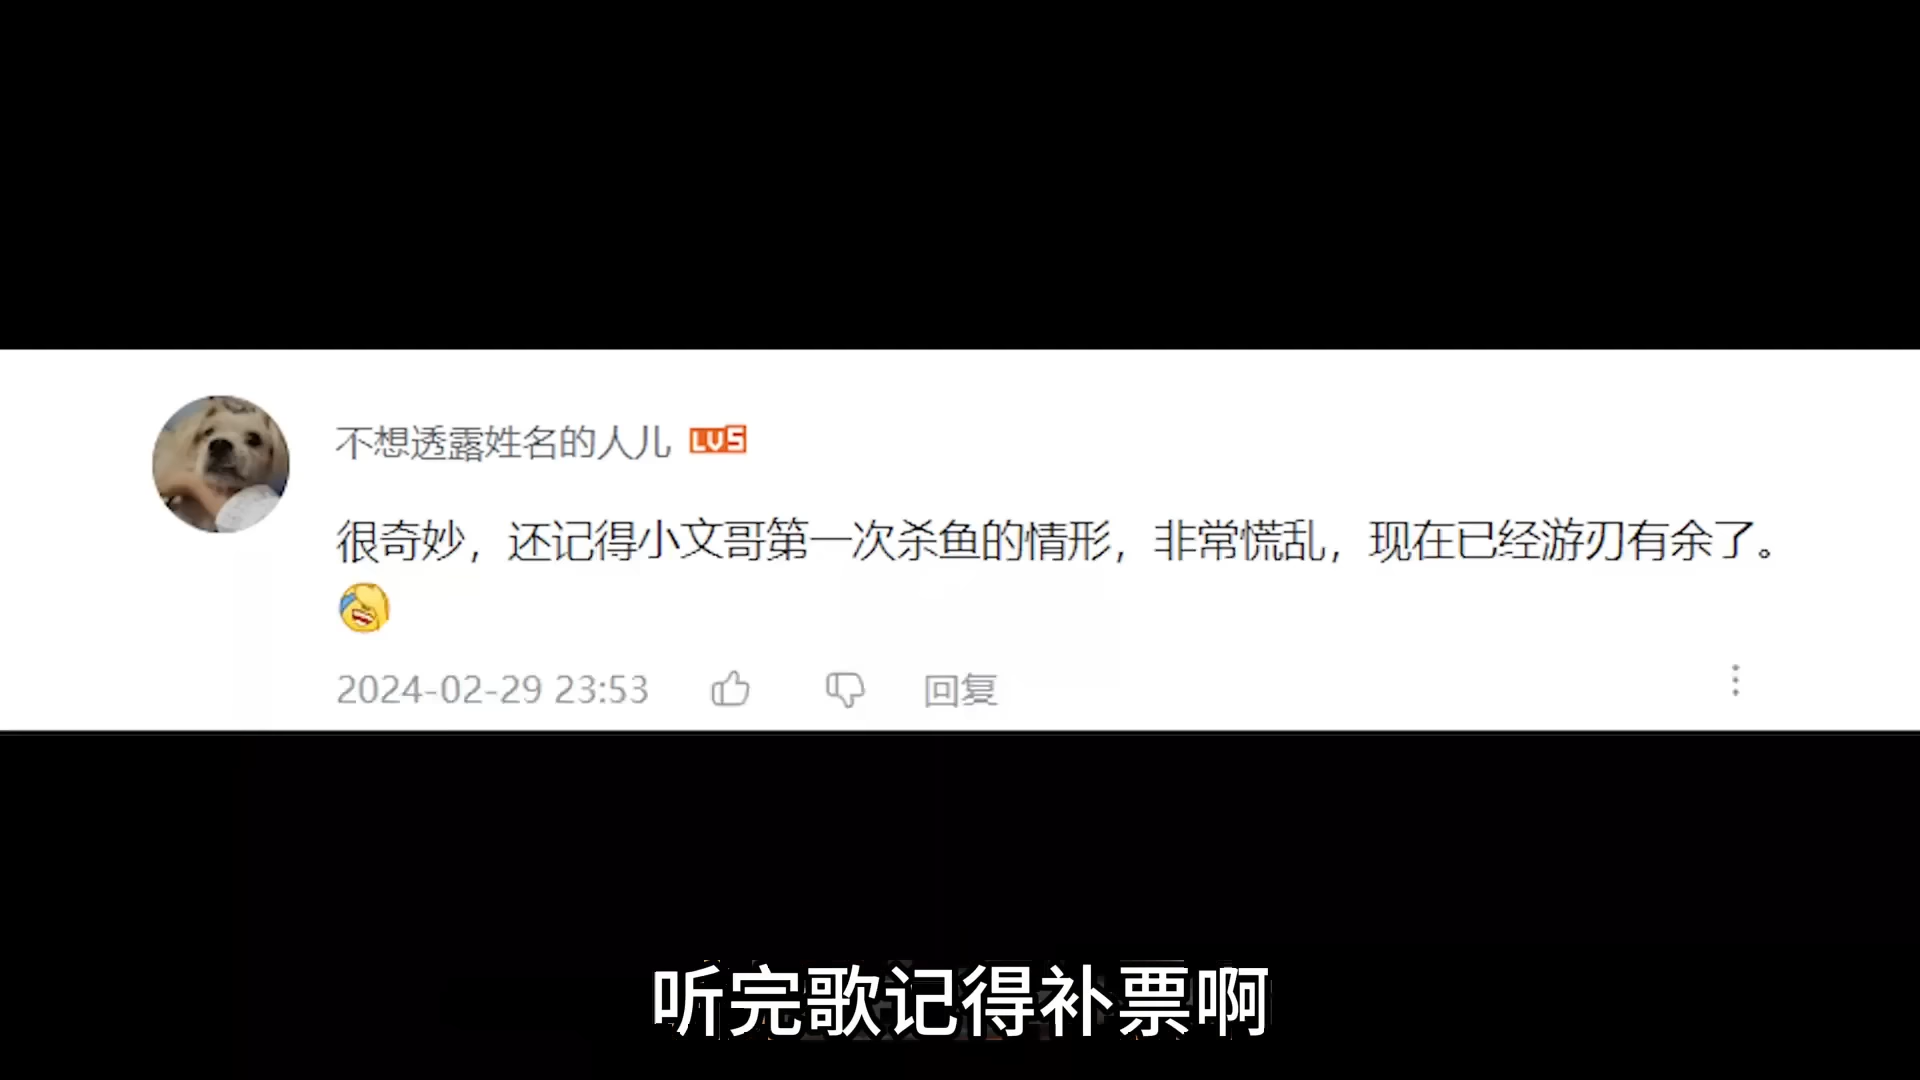 不想透露姓名的人儿 LV5
很奇妙，还记得小文哥第一次杀鱼的情形，非常慌乱，现在已经游刃有余了。
2024-02-29 23:53 回复
听完歌记得补票啊